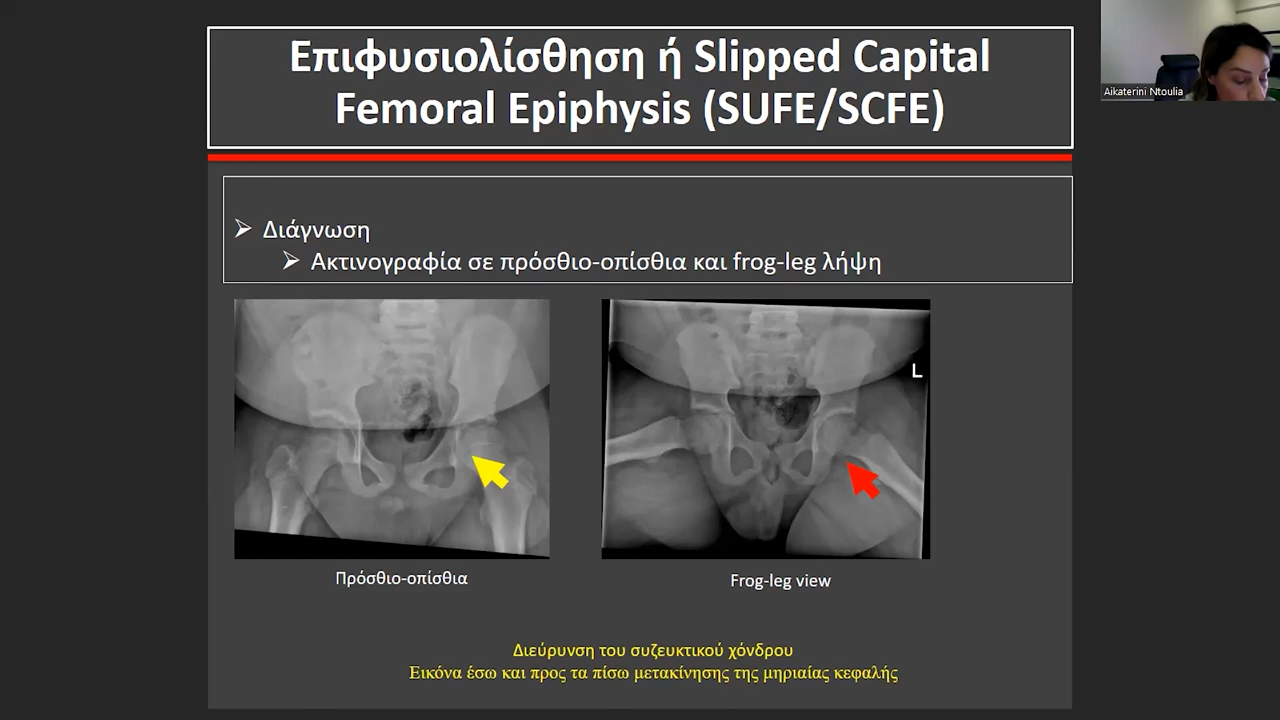 Επιφυσιολίσθηση ή Slipped Capital
Femoral Epiphysis (SUFE/SCFE)
Aikaterini Ntoulia
Διάγνωση
Ακτινογραφία σε πρόσθιο-οπίσθια και frog-leg λήψη
L
Πρόσθιο-οπίσθια
Frog-leg view
Διεύρυνση του συζευκτικού χόνδρου
Εικόνα έσω και προς τα πίσω μετακίνησης της μηριαίας κεφαλής